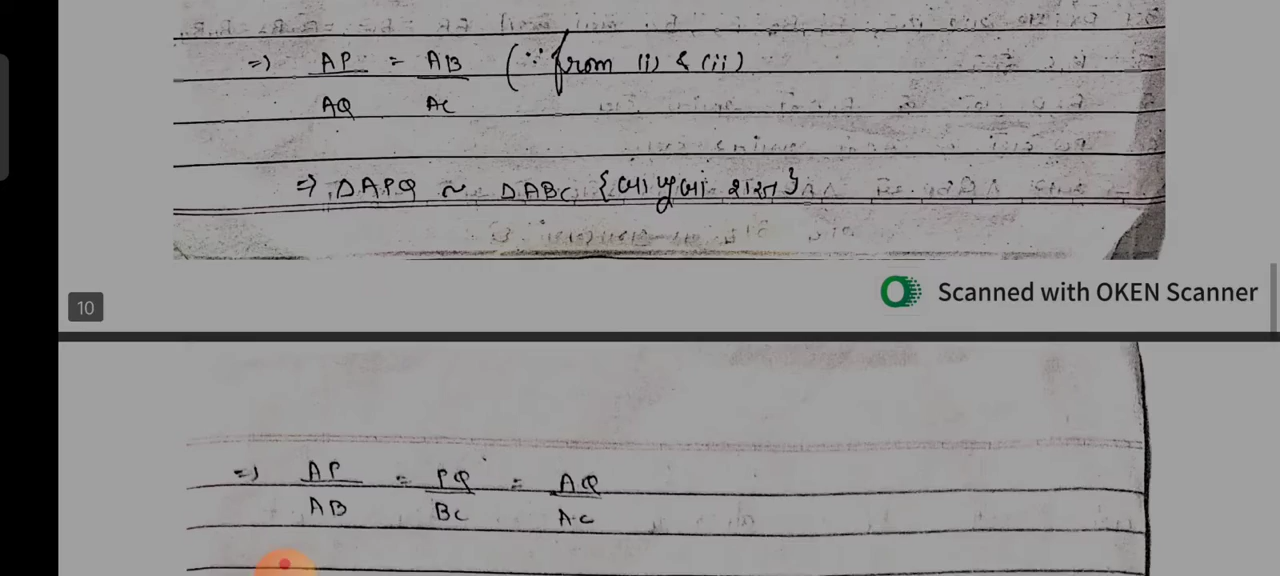 => AP/AQ = AB/AC (∵ from (i) & (ii)
=> ΔAPQ ~ ΔABC
10
Scanned with OKEN Scanner
=> AP/AB = PQ/BC = AQ/AC